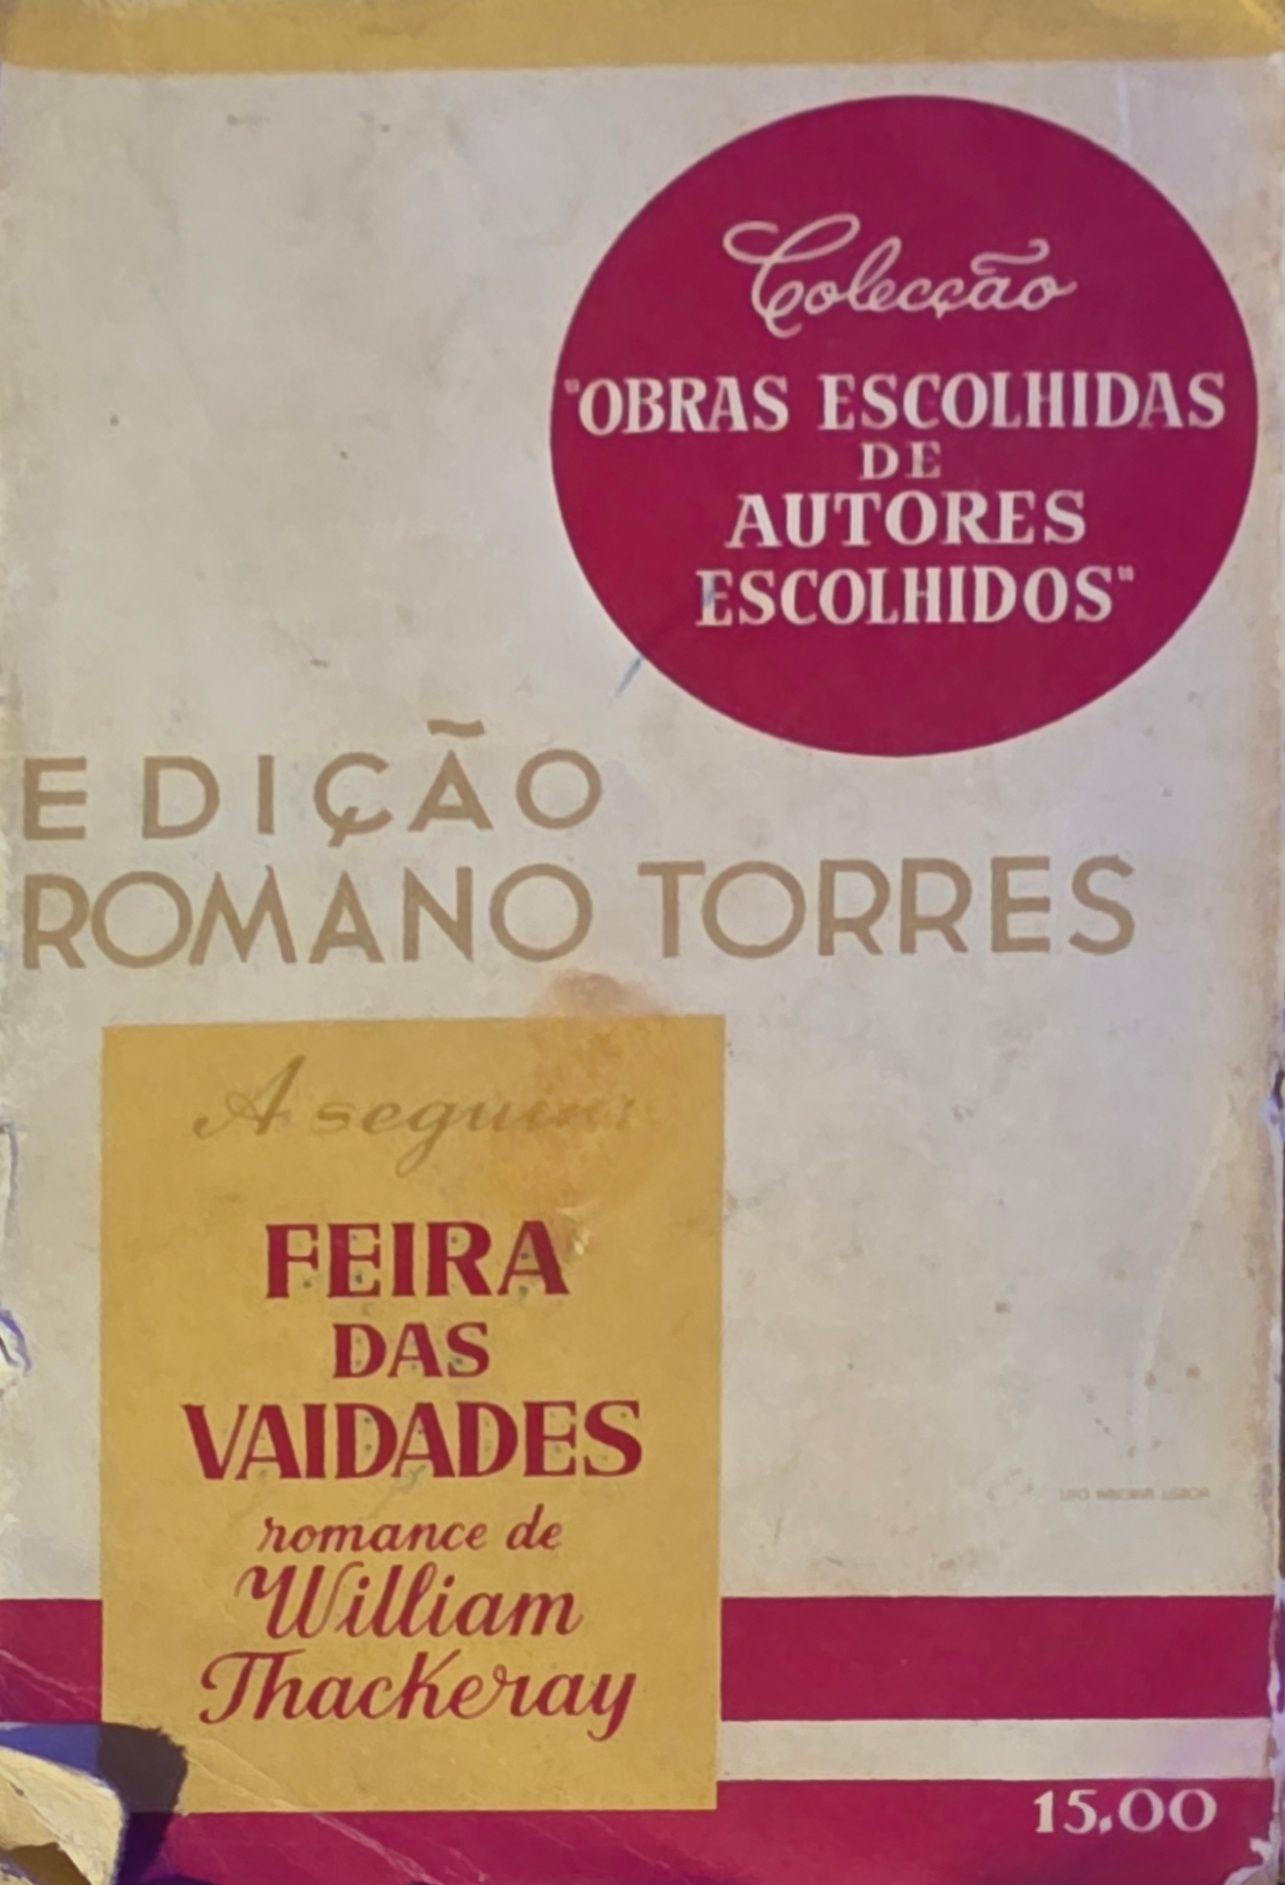 Colecção
"OBRAS ESCOLHIDAS
DE
AUTORES
ESCOLHIDOS"
EDIÇÃO
ROMANO TORRES
A seguir:
FEIRA
DAS
VAIDADES
romance de
William
Thackeray
15.00